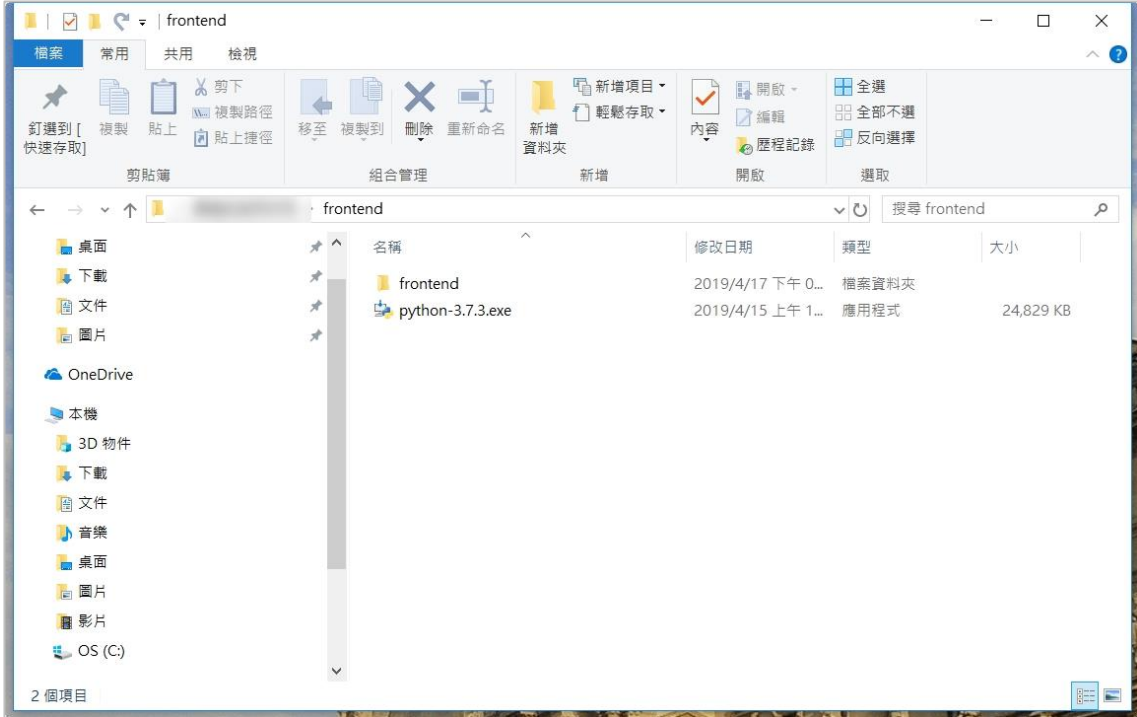 frontend
檔案 常用 共用 檢視
釘選到 [
快速存取]
複製
貼上
剪下
複製路徑
貼上捷徑
剪貼簿
移至
複製到
刪除
重新命名
組合管理
新增
資料夾
新增項目
輕鬆存取
新增
內容
開啟
編輯
歷程記錄
開啟
全選
全部不選
反向選擇
選取
frontend
搜尋 frontend
桌面
下載
文件
圖片
OneDrive
本機
3D 物件
下載
文件
音樂
桌面
圖片
影片
OS (C:)
名稱 修改日期 類型 大小
frontend 2019/4/17 下午 0... 檔案資料夾
python-3.7.3.exe 2019/4/15 上午 1... 應用程式 24,829 KB
2 個項目